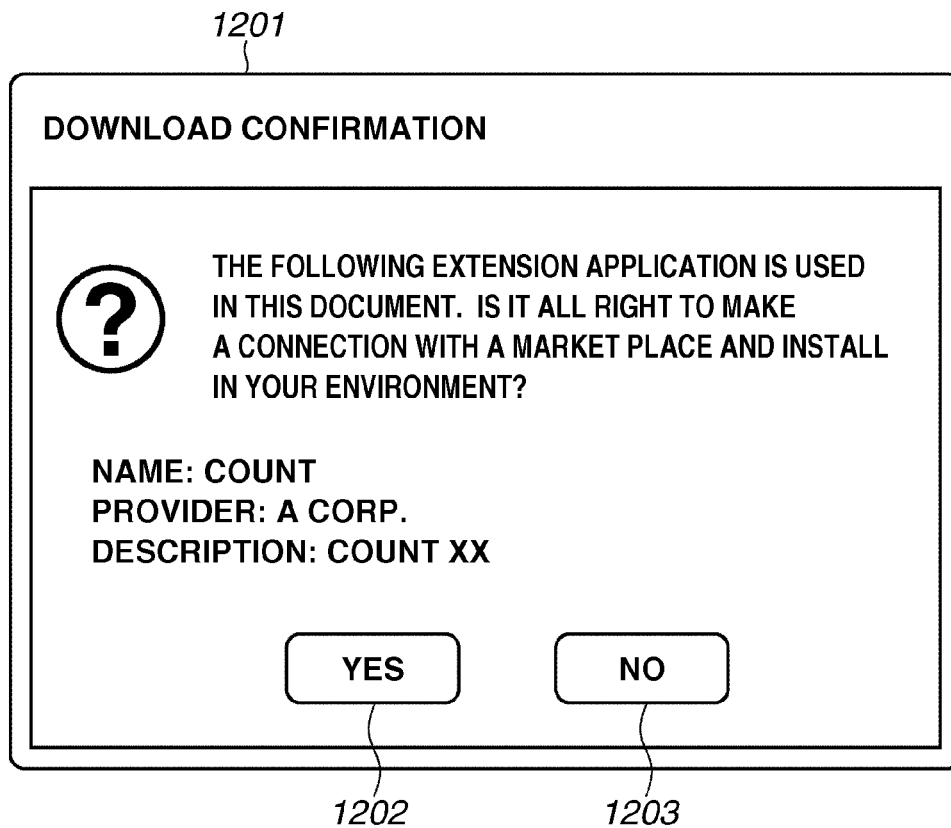 1201
DOWNLOAD CONFIRMATION
?
THE FOLLOWING EXTENSION APPLICATION IS USED
IN THIS DOCUMENT. IS IT ALL RIGHT TO MAKE
A CONNECTION WITH A MARKET PLACE AND INSTALL
IN YOUR ENVIRONMENT?
NAME: COUNT
PROVIDER: A CORP.
DESCRIPTION: COUNT XX
YES NO
1202 1203